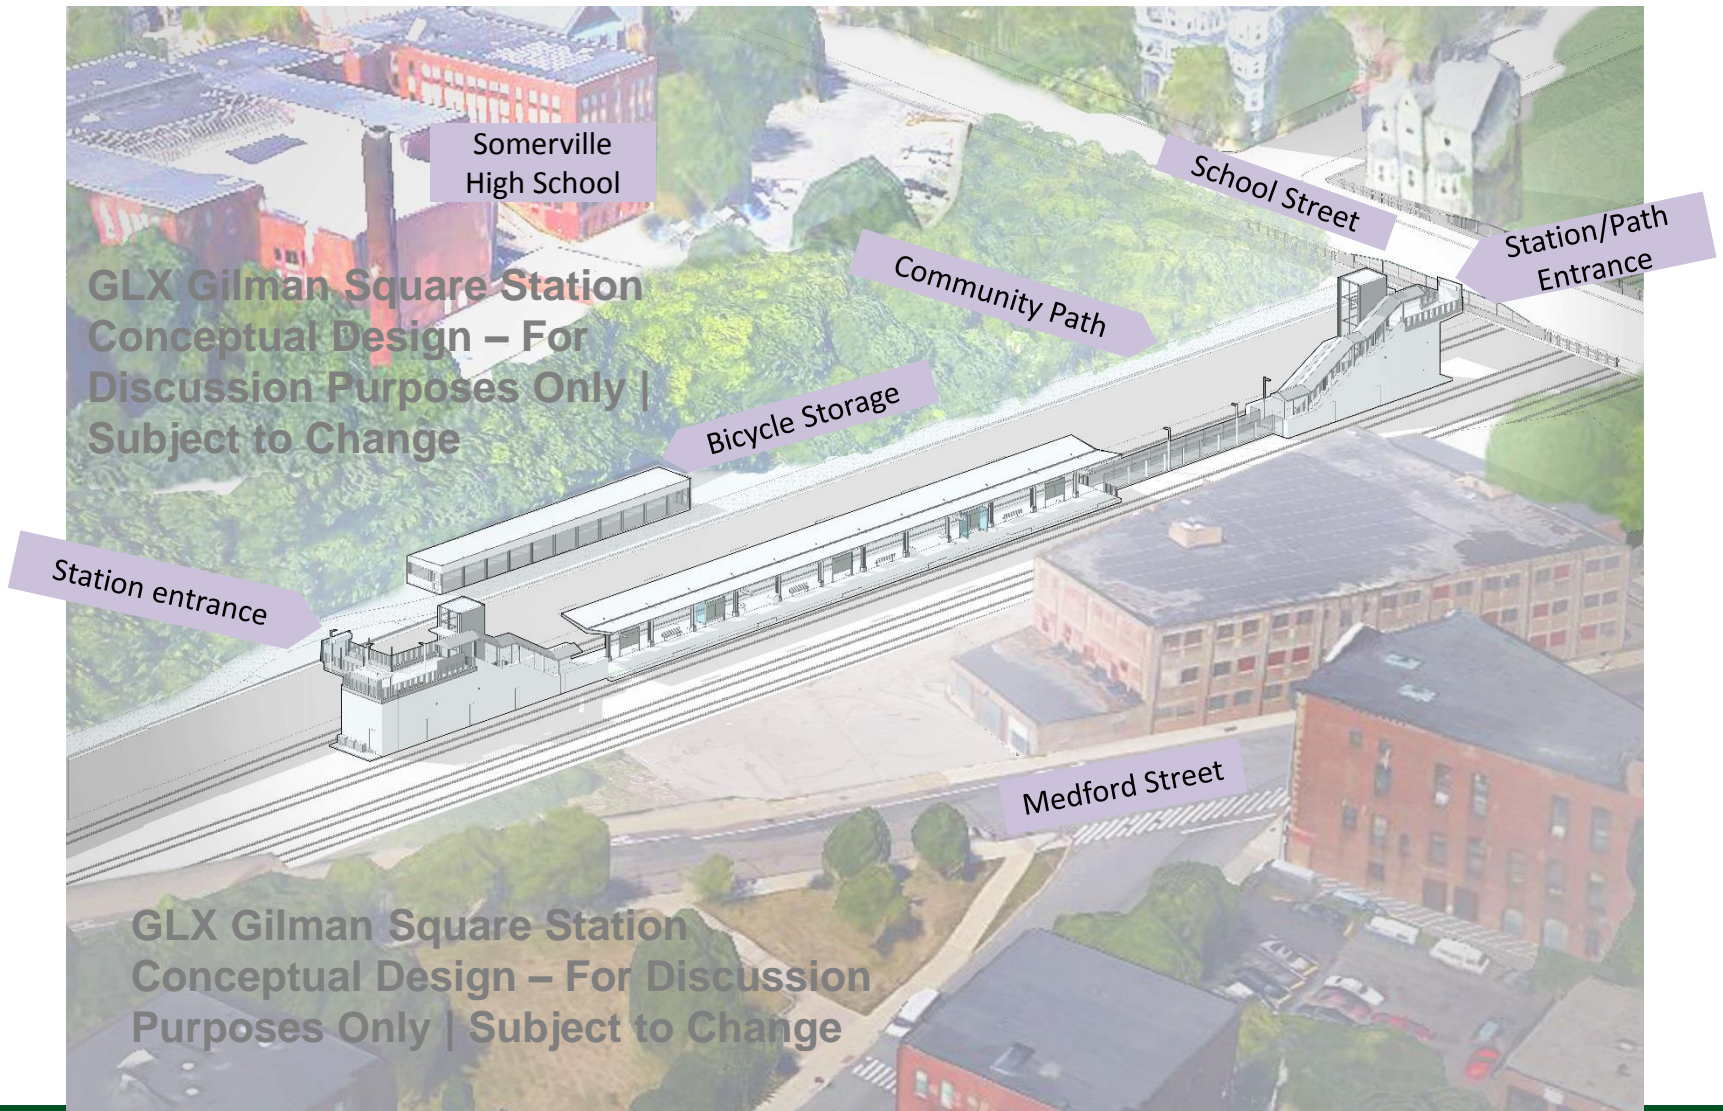 Somerville
High School
School Street
Station/Path
Entrance
Community Path
GLX Gilman Square Station
Conceptual Design – For
Discussion Purposes Only |
Subject to Change
Bicycle Storage
Station entrance
Medford Street
GLX Gilman Square Station
Conceptual Design – For Discussion
Purposes Only | Subject to Change